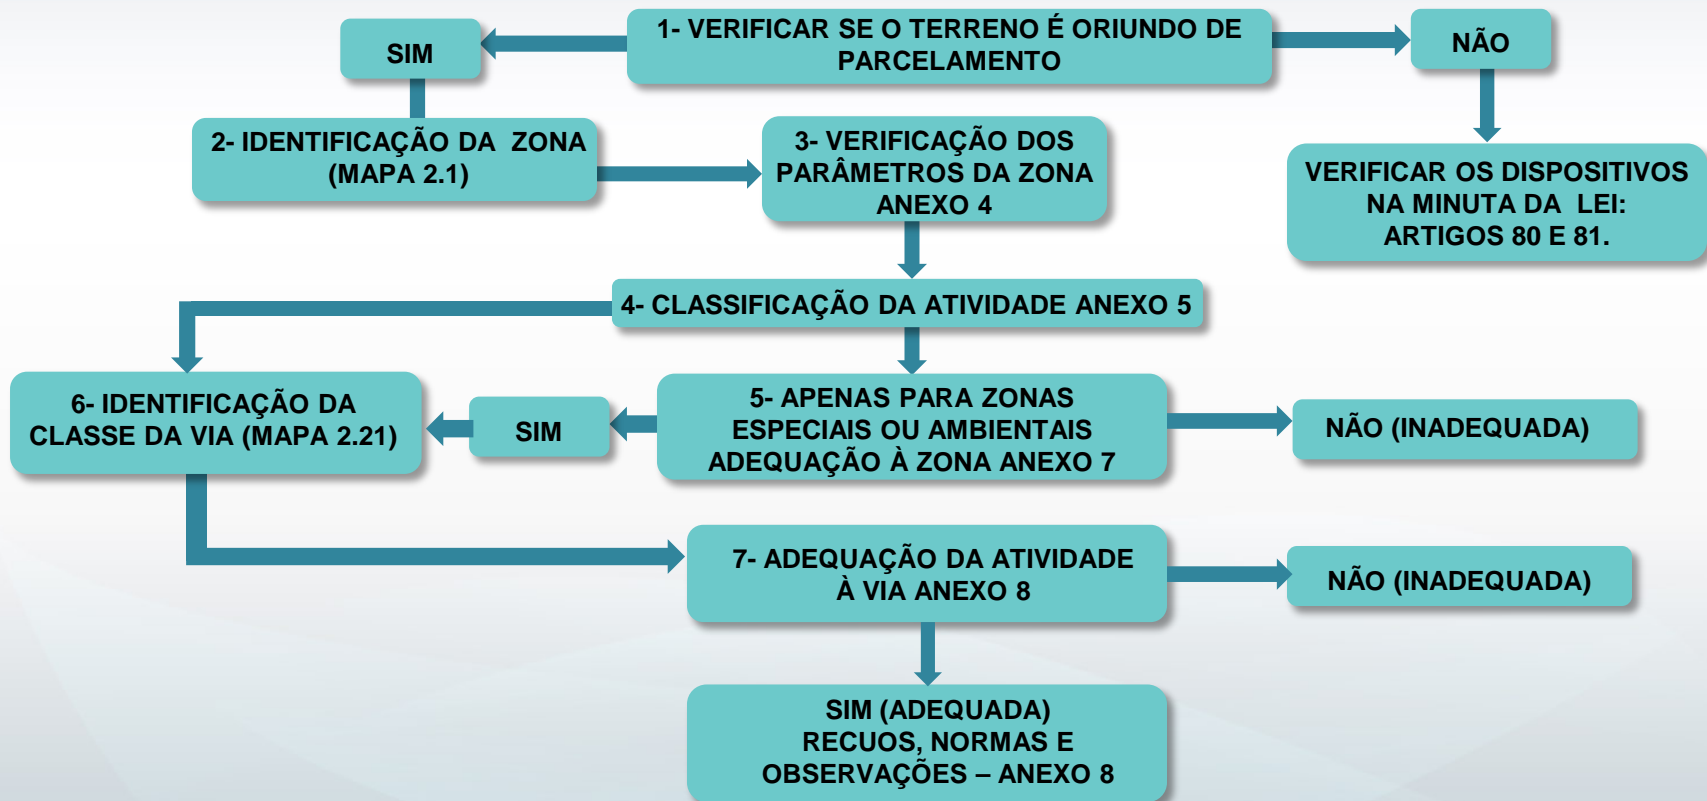 1- VERIFICAR SE O TERRENO É ORIUNDO DE
PARCELAMENTO
SIM
NÃO
2- IDENTIFICAÇÃO DA ZONA
(MAPA 2.1)
3- VERIFICAÇÃO DOS
PARÂMETROS DA ZONA
ANEXO 4
VERIFICAR OS DISPOSITIVOS
NA MINUTA DA LEI:
ARTIGOS 80 E 81.
4- CLASSIFICAÇÃO DA ATIVIDADE ANEXO 5
6- IDENTIFICAÇÃO DA
CLASSE DA VIA (MAPA 2.21)
SIM
5- APENAS PARA ZONAS
ESPECIAIS OU AMBIENTAIS
ADEQUAÇÃO À ZONA ANEXO 7
NÃO (INADEQUADA)
7- ADEQUAÇÃO DA ATIVIDADE
À VIA ANEXO 8
NÃO (INADEQUADA)
SIM (ADEQUADA)
RECUOS, NORMAS E
OBSERVAÇÕES – ANEXO 8